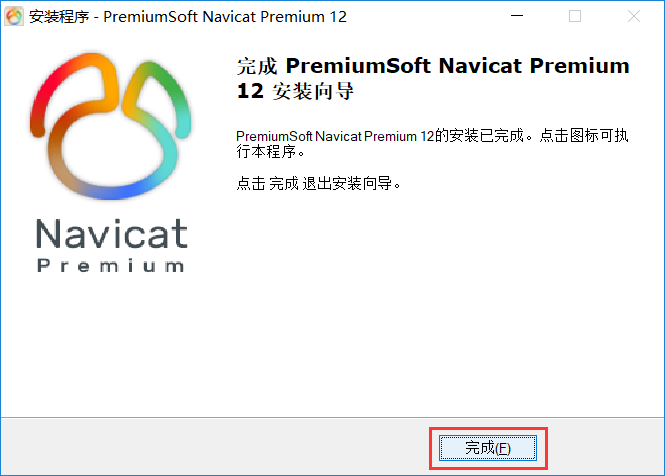 安装程序 - PremiumSoft Navicat Premium 12
完成 PremiumSoft Navicat Premium
12 安装向导
PremiumSoft Navicat Premium 12的安装已完成。点击图标可执
行本程序。
点击 完成 退出安装向导。
Navicat
Premium
完成(F)